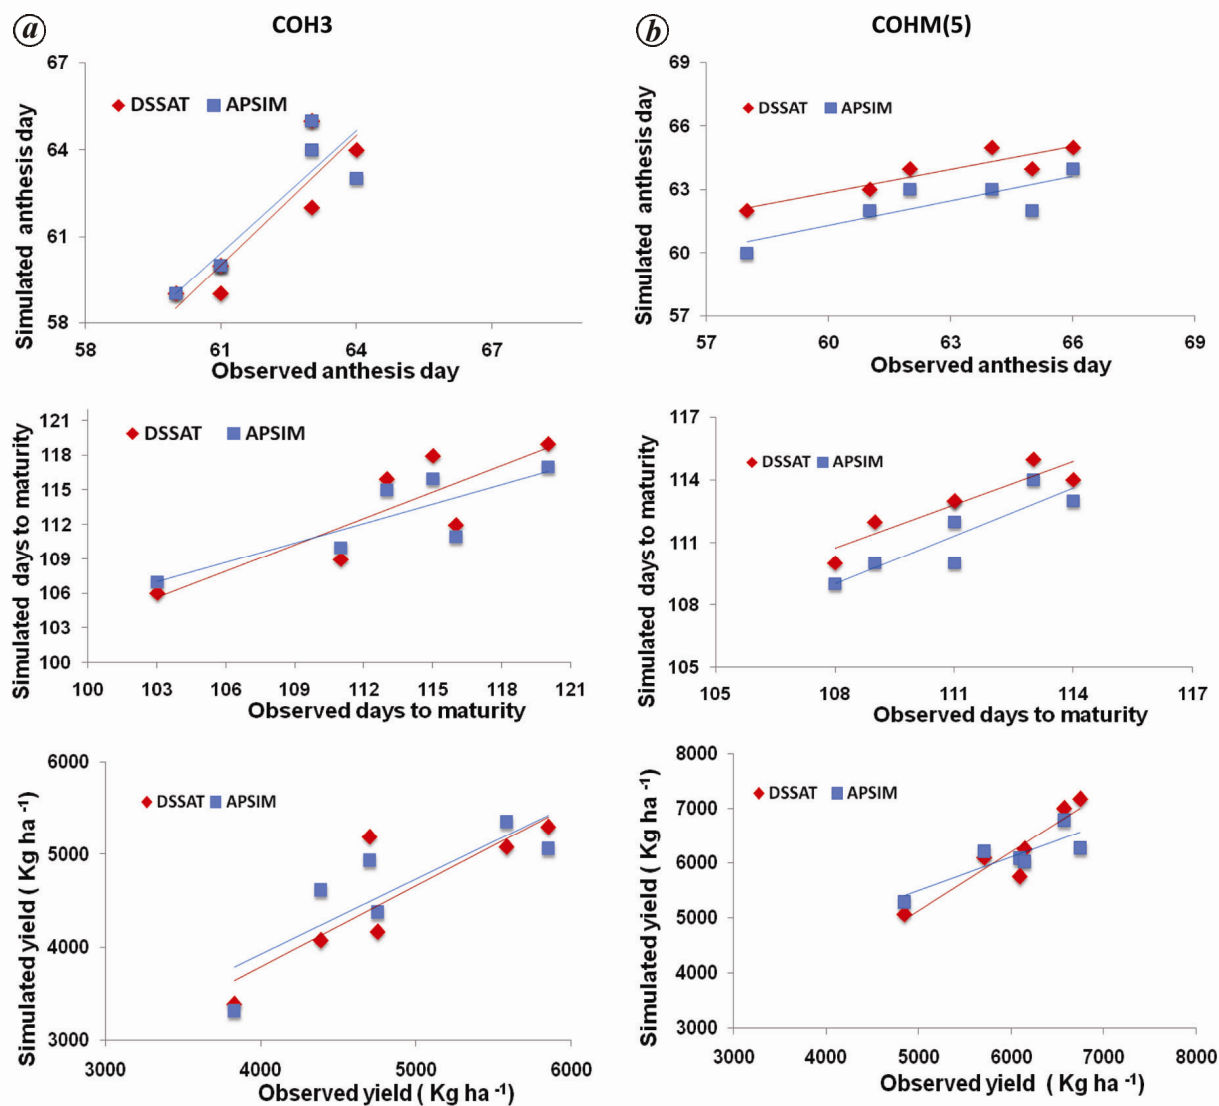 a COH3
67
64
61
58
58 61 64 67
Simulated anthesis day
DSSAT APSIM
Observed anthesis day
121
118
115
112
109
106
103
100
100 103 106 109 112 115 118 121
Simulated days to maturity
DSSAT APSIM
Observed days to maturity
6000
5000
4000
3000
3000 4000 5000 6000
Simulated yield ( Kg ha -1)
DSSAT APSIM
Observed yield ( Kg ha -1)
b COHM(5)
69
66
63
60
57
57 60 63 66 69
Simulated anthesis day
DSSAT APSIM
Observed anthesis day
117
114
111
108
105
105 108 111 114 117
Simulated days to maturity
DSSAT APSIM
Observed days to maturity
8000
7000
6000
5000
4000
3000
3000 4000 5000 6000 7000 8000
Simulated yield ( Kg ha -1)
DSSAT APSIM
Observed yield ( Kg ha -1)